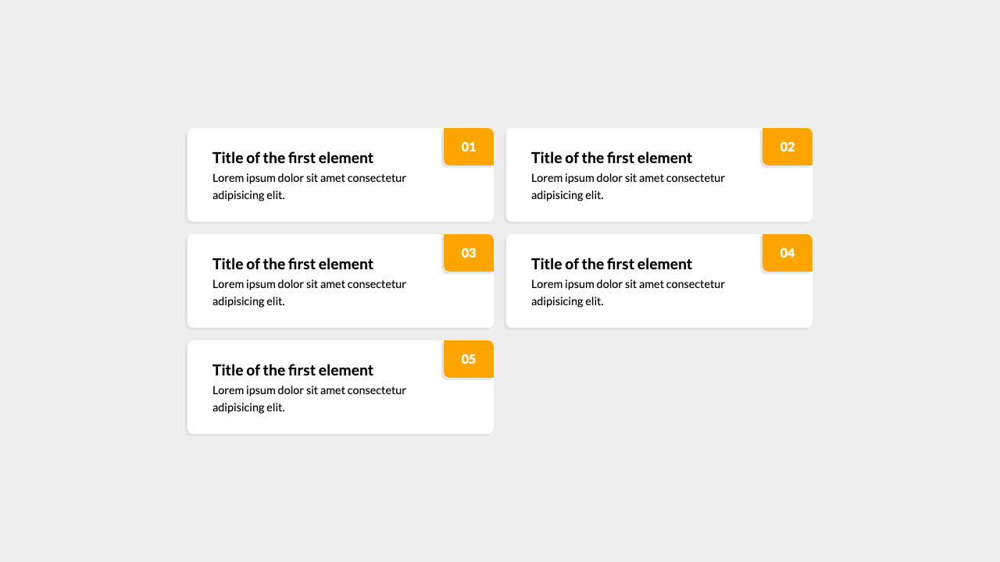 01
Title of the first element
Lorem ipsum dolor sit amet consectetur
adipisicing elit.
02
Title of the first element
Lorem ipsum dolor sit amet consectetur
adipisicing elit.
03
Title of the first element
Lorem ipsum dolor sit amet consectetur
adipisicing elit.
04
Title of the first element
Lorem ipsum dolor sit amet consectetur
adipisicing elit.
05
Title of the first element
Lorem ipsum dolor sit amet consectetur
adipisicing elit.